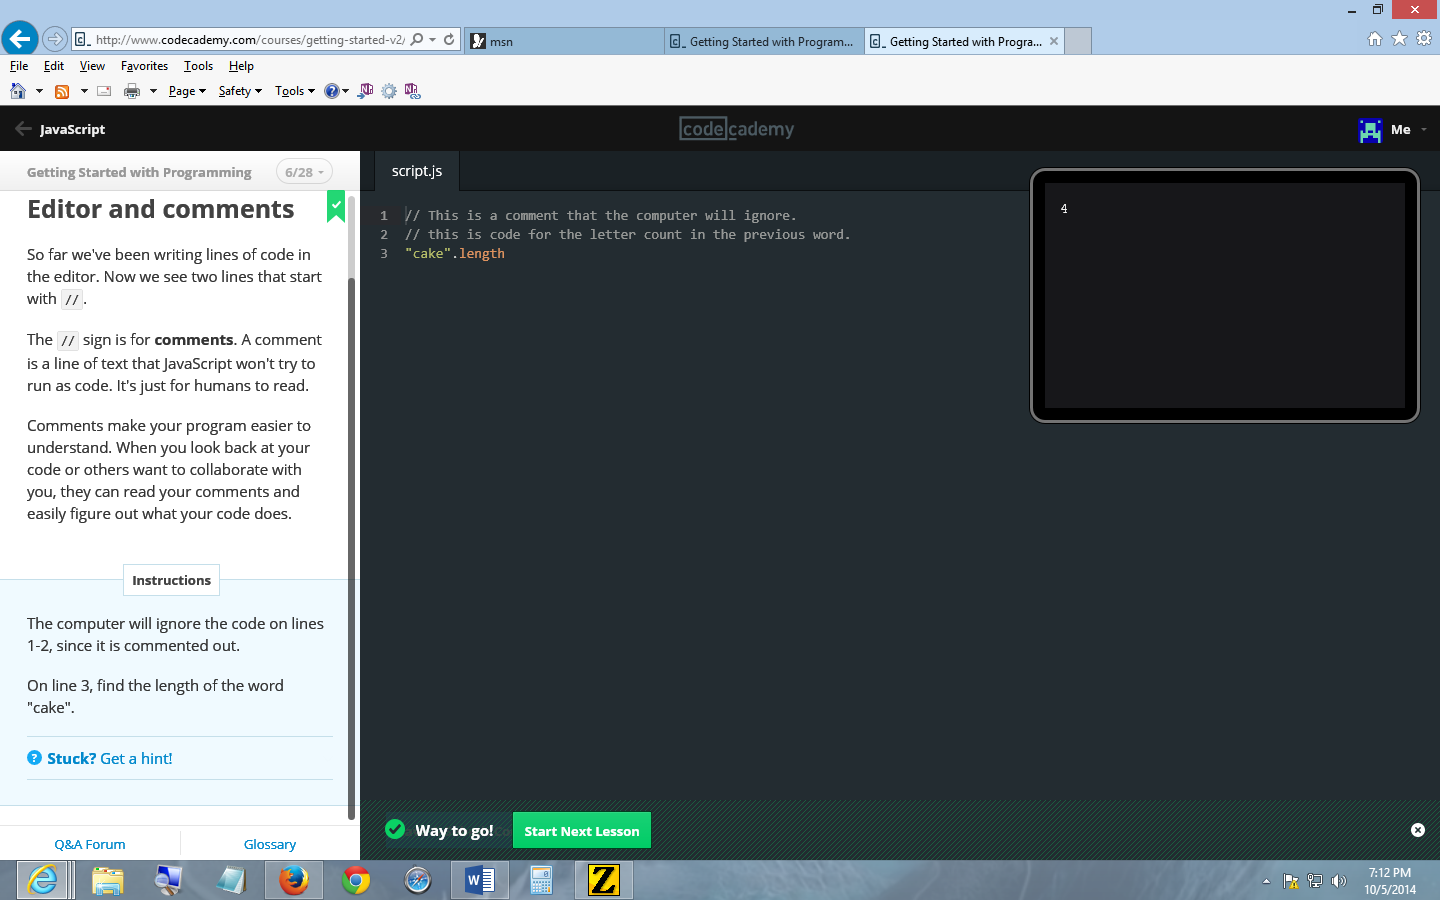 http://www.codecademy.com/courses/getting-started-v2/
msn
Getting Started with Program...
Getting Started with Progra...
File Edit View Favorites Tools Help
Page Safety Tools
JavaScript
codecademy
Me
Getting Started with Programming
6/28
Editor and comments
So far we've been writing lines of code in
the editor. Now we see two lines that start
with //.
The // sign is for comments. A comment
is a line of text that JavaScript won't try to
run as code. It's just for humans to read.
Comments make your program easier to
understand. When you look back at your
code or others want to collaborate with
you, they can read your comments and
easily figure out what your code does.
Instructions
The computer will ignore the code on lines
1-2, since it is commented out.
On line 3, find the length of the word
"cake".
Stuck? Get a hint!
Q&A Forum
Glossary
script.js
1 // This is a comment that the computer will ignore.
2 // this is code for the letter count in the previous word.
3 "cake".length
4
Way to go!
Start Next Lesson
7:12 PM
10/5/2014